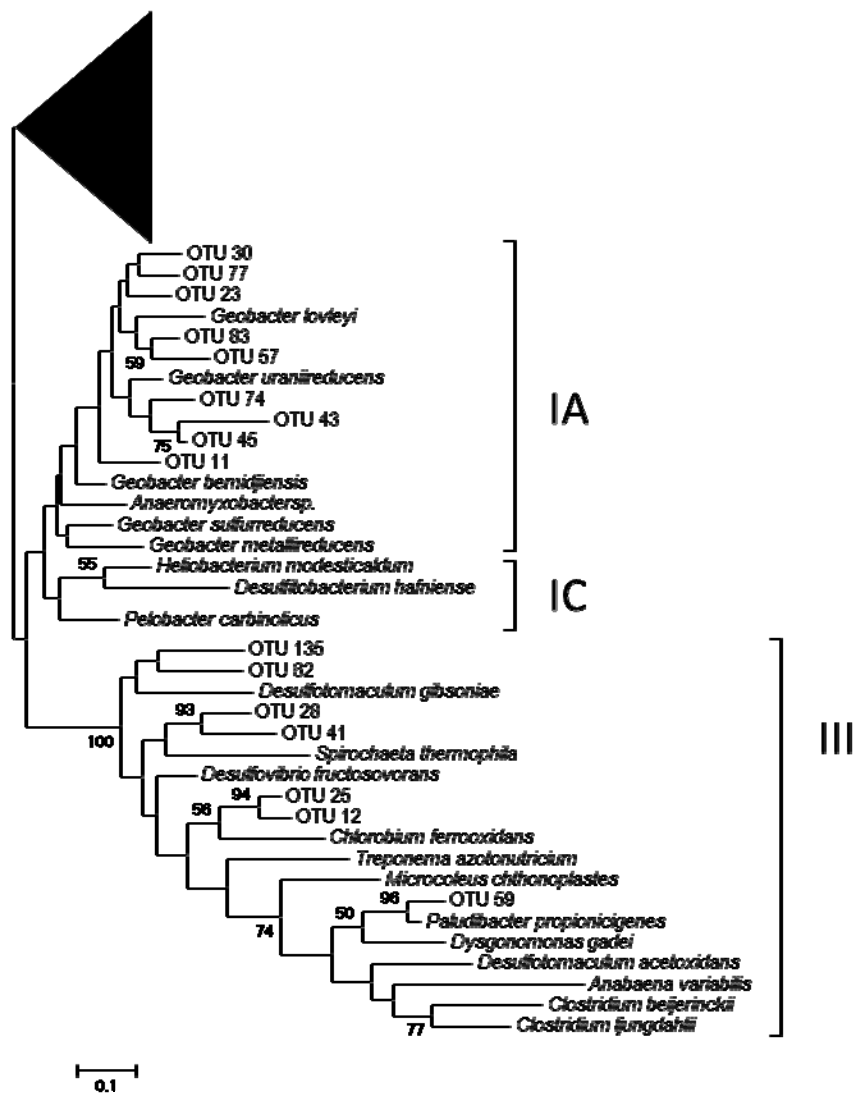 OTU 30
OTU 77
OTU 23
Geobacter lovleyi
OTU 83
OTU 57
59
Geobacter uraniireducens
OTU 74
IA
OTU 43
OTU 45
75
OTU 11
Geobacter bemidjiensis
Anaeromyxobactersp.
Geobacter sulfurreducens
Geobacter metallireducens
55
Heliobacterium modesticaldum
Desulfitobacterium hafniense
IC
Pelobacter carbinolicus
OTU 135
OTU 82
Desulfotomaculum gibsoniae
93
OTU 28
OTU 41
100
III
Spirochaeta thermophila
Desulfovibrio fructosovorans
94
OTU 25
56
OTU 12
Chlorobium ferrooxidans
Treponema azotonutricium
Microcoleus chthonoplastes
96
OTU 59
50
Paludibacter propionicigenes
74
Dysgonomonas gadei
Desulfotomaculum acetoxidans
Anabaena variabilis
Clostridium beijerinckii
77
Clostridium ljungdahlii
0.1